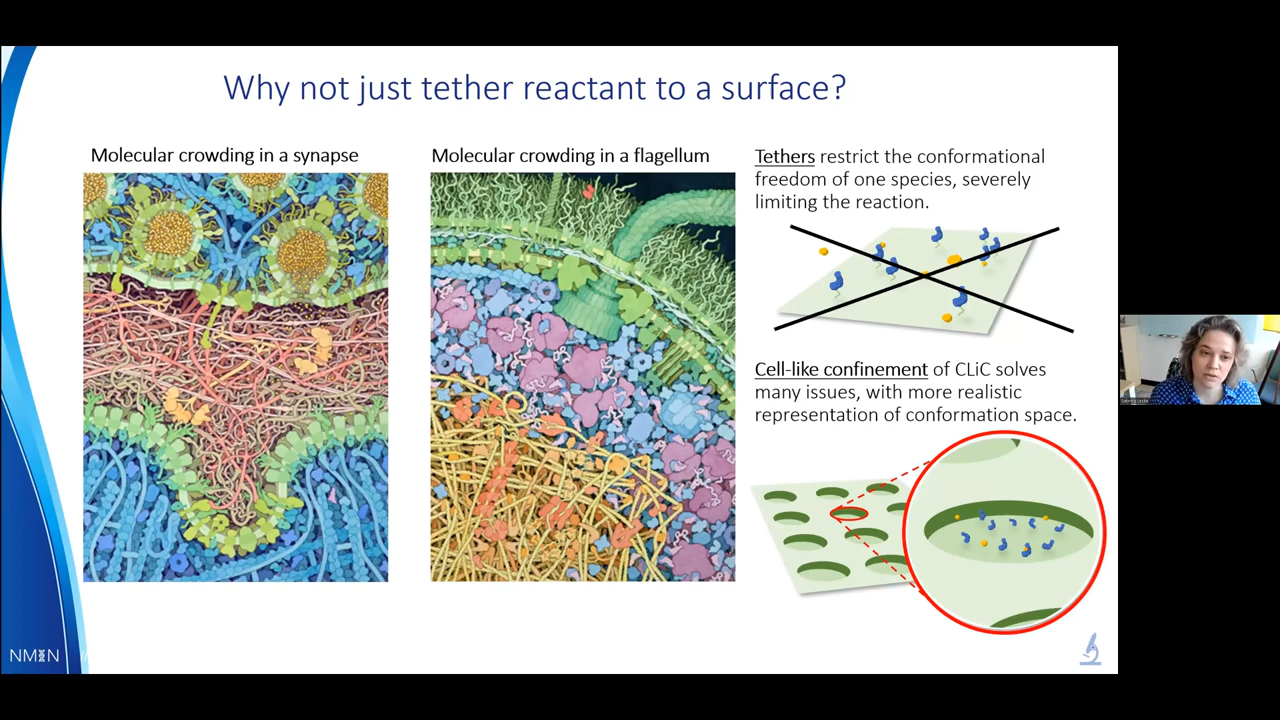 Why not just tether reactant to a surface?
Molecular crowding in a synapse
Molecular crowding in a flagellum
Tethers restrict the conformational
freedom of one species, severely
limiting the reaction.
Cell-like confinement of CLiC solves
many issues, with more realistic
representation of conformation space.
NMIN